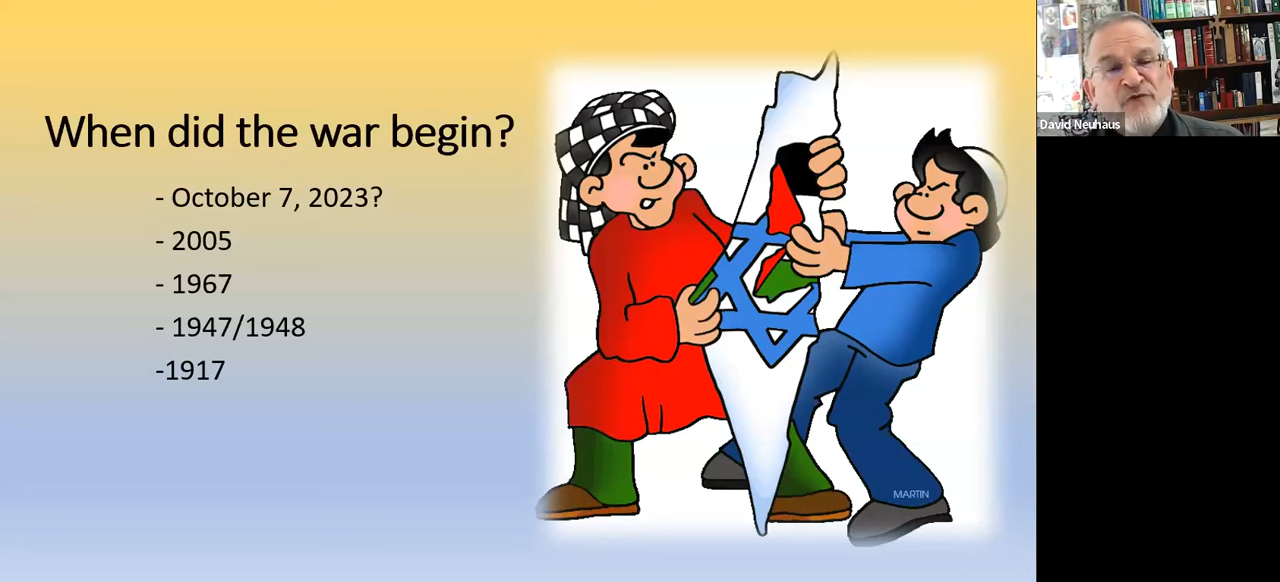 When did the war begin?
- October 7, 2023?
- 2005
- 1967
- 1947/1948
-1917
MARTIN
David Neuhaus